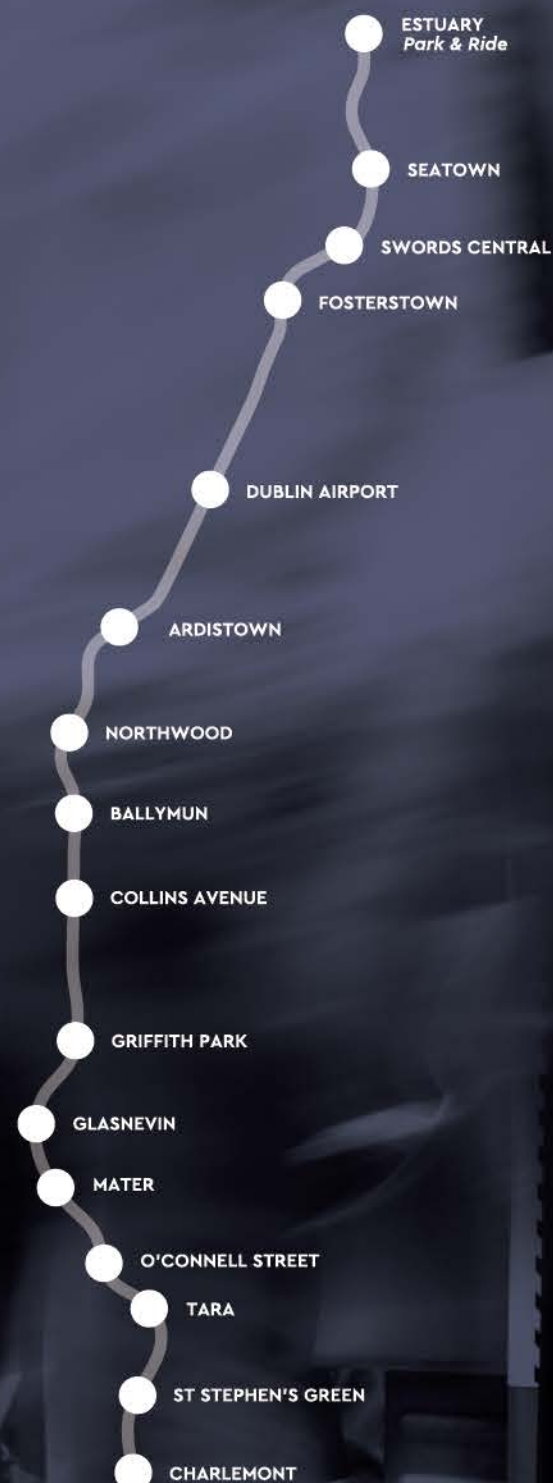 ESTUARY
Park & Ride
SEATOWN
SWORDS CENTRAL
FOSTERSTOWN
DUBLIN AIRPORT
ARDISTOWN
NORTHWOOD
BALLYMUN
COLLINS AVENUE
GRIFFITH PARK
GLASNEVIN
MATER
O'CONNELL STREET
TARA
ST STEPHEN'S GREEN
CHARLEMONT